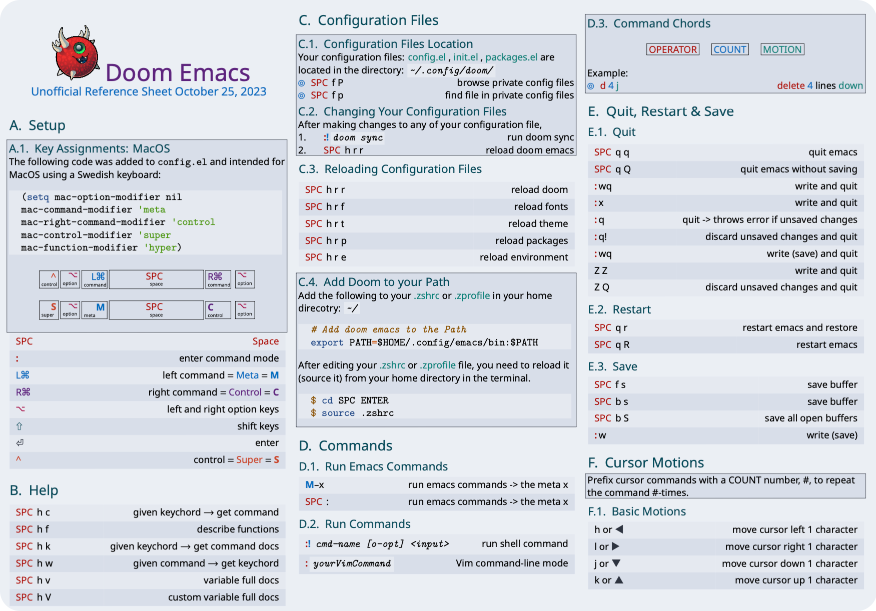 Doom Emacs
Unofficial Reference Sheet October 25, 2023
A. Setup
A.1. Key Assignments: MacOS
The following code was added to config.el and intended for
MacOS using a Swedish keyboard:
(setq mac-option-modifier nil
mac-command-modifier 'meta
mac-right-command-modifier 'control
mac-control-modifier 'super
mac-function-modifier 'hyper)
^ ⌥ L⌘ SPC R⌘ ⌥
control option command space command option
S ⌥ M SPC C ⌥
super option meta space control option
SPC Space
: enter command mode
L⌘ left command = Meta = M
R⌘ right command = Control = C
⌥ left and right option keys
⇧ shift keys
⏎ enter
^ control = Super = S
B. Help
SPC h c given keychord → get command
SPC h f describe functions
SPC h k given keychord → get command docs
SPC h w given command → get keychord
SPC h v variable full docs
SPC h V custom variable full docs
C. Configuration Files
C.1. Configuration Files Location
Your configuration files: config.el , init.el , packages.el are
located in the directory: ~/.config/doom/
◎ SPC f P browse private config files
◎ SPC f p find file in private config files
C.2. Changing Your Configuration Files
After making changes to any of your configuration file,
1. :! doom sync run doom sync
2. SPC h r r reload doom emacs
C.3. Reloading Configuration Files
SPC h r r reload doom
SPC h r f reload fonts
SPC h r t reload theme
SPC h r p reload packages
SPC h r e reload environment
C.4. Add Doom to your Path
Add the following to your .zshrc or .zprofile in your home
direcotry: ~/
# Add doom emacs to the Path
export PATH=$HOME/.config/emacs/bin:$PATH
After editing your .zshrc or .zprofile file, you need to reload it
(source it) from your home directory in the terminal.
$ cd SPC ENTER
$ source .zshrc
D. Commands
D.1. Run Emacs Commands
M-x run emacs commands -> the meta x
SPC : run emacs commands -> the meta x
D.2. Run Commands
:! cmd-name [o-opt] <input> run shell command
: yourVimCommand Vim command-line mode
D.3. Command Chords
OPERATOR COUNT MOTION
Example:
◎ d 4 j delete 4 lines down
E. Quit, Restart & Save
E.1. Quit
SPC q q quit emacs
SPC q Q quit emacs without saving
:wq write and quit
:x write and quit
:q quit -> throws error if unsaved changes
:q! discard unsaved changes and quit
:wq write (save) and quit
Z Z write and quit
Z Q discard unsaved changes and quit
E.2. Restart
SPC q r restart emacs and restore
SPC q R restart emacs
E.3. Save
SPC f s save buffer
SPC b s save buffer
SPC b S save all open buffers
:w write (save)
F. Cursor Motions
Prefix cursor commands with a COUNT number, #, to repeat
the command #-times.
F.1. Basic Motions
h or ◀ move cursor left 1 character
l or ▶ move cursor right 1 character
j or ▼ move cursor down 1 character
k or ▲ move cursor up 1 character